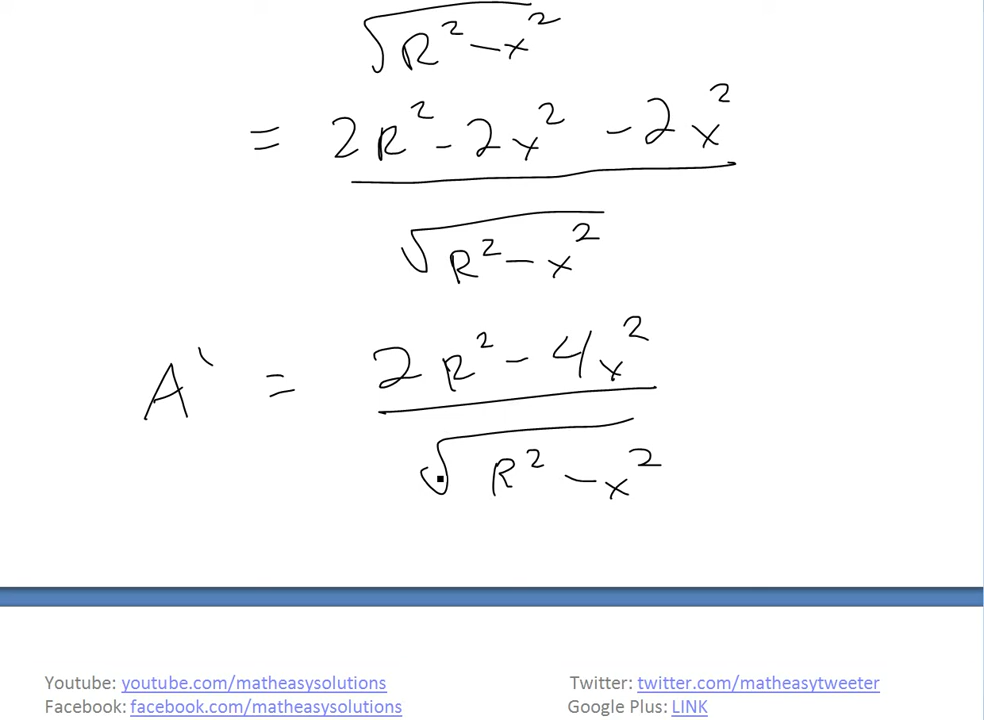 √R² - x²
= 2R² - 2x² - 2x²
√R² - x²
A' = 2R² - 4x²
√R² - x²
Youtube: youtube.com/matheasysolutions
Twitter: twitter.com/matheasytweeter
Facebook: facebook.com/matheasysolutions
Google Plus: LINK